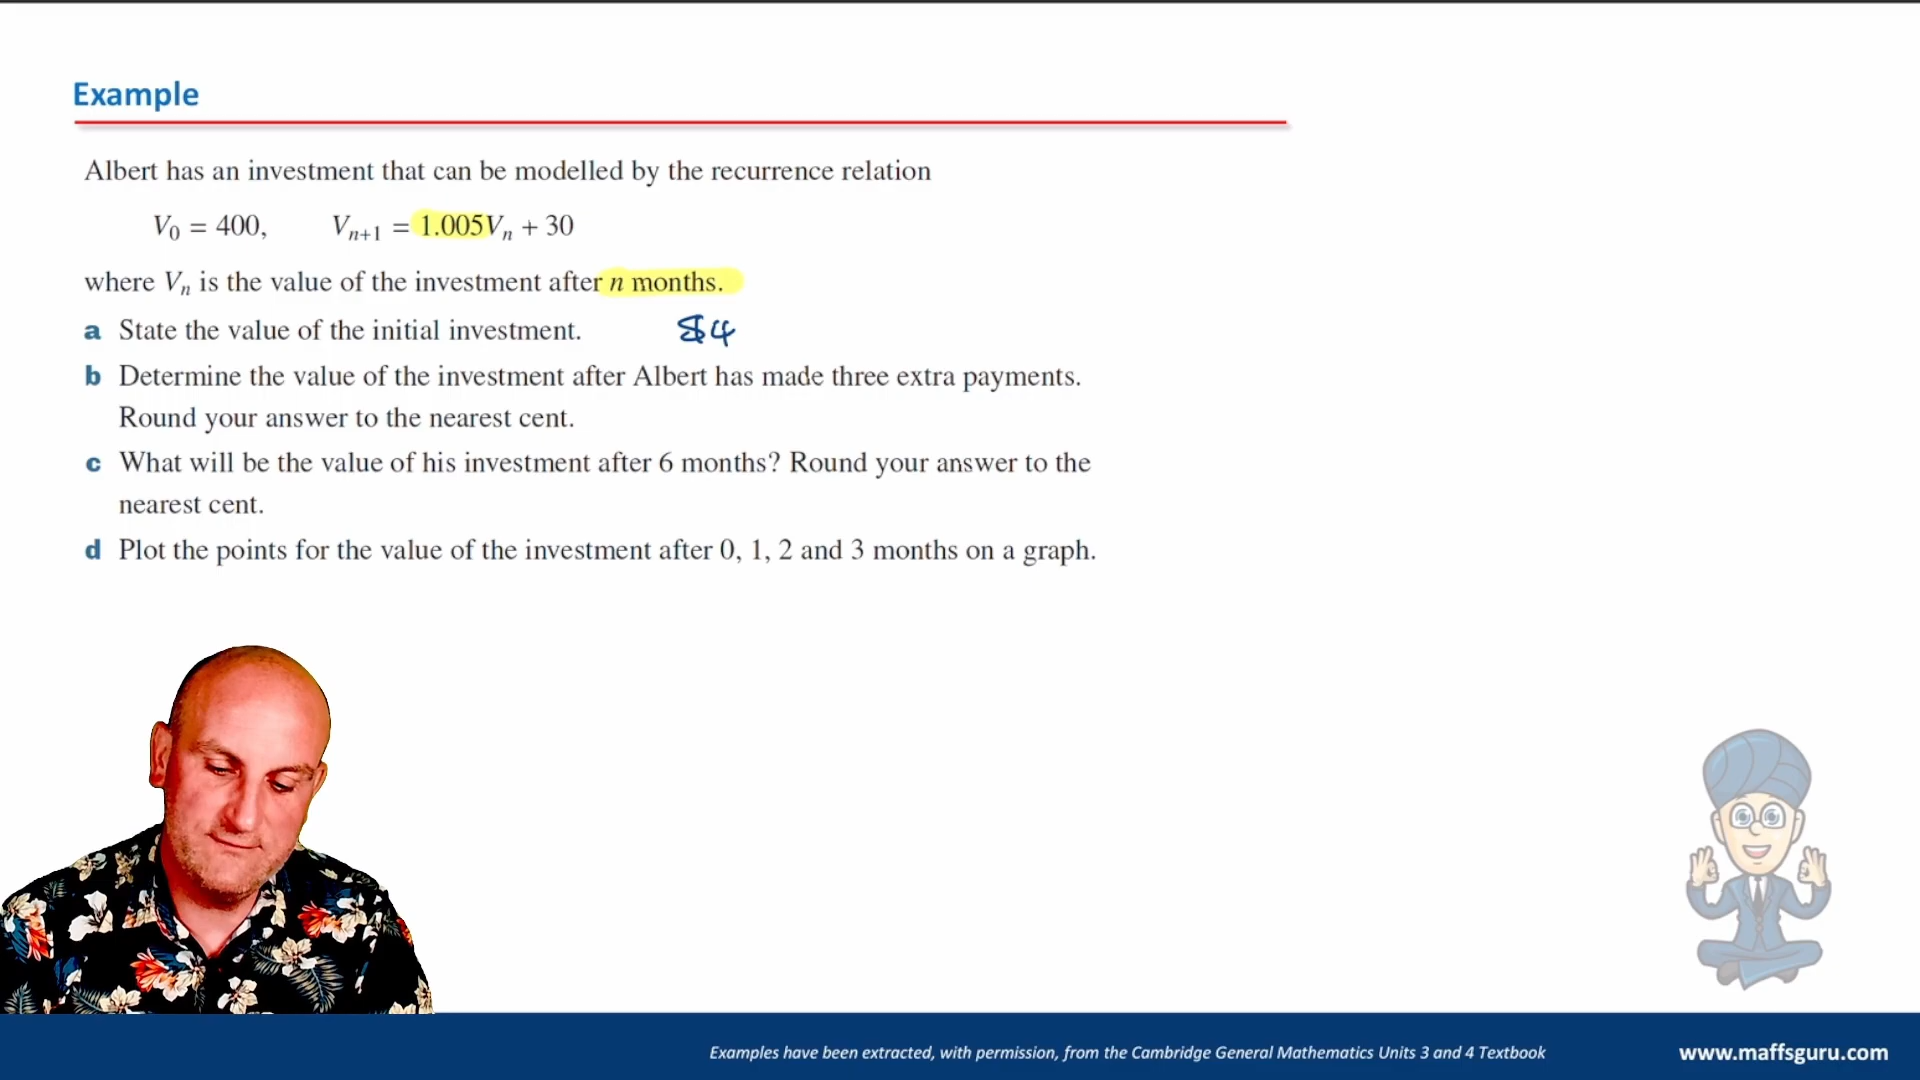 Example
Albert has an investment that can be modelled by the recurrence relation
V₀ = 400, Vₙ₊₁ = 1.005Vₙ + 30
where Vₙ is the value of the investment after n months.
a State the value of the initial investment. $4
b Determine the value of the investment after Albert has made three extra payments.
Round your answer to the nearest cent.
c What will be the value of his investment after 6 months? Round your answer to the
nearest cent.
d Plot the points for the value of the investment after 0, 1, 2 and 3 months on a graph.
Examples have been extracted, with permission, from the Cambridge General Mathematics Units 3 and 4 Textbook
www.maffsguru.com